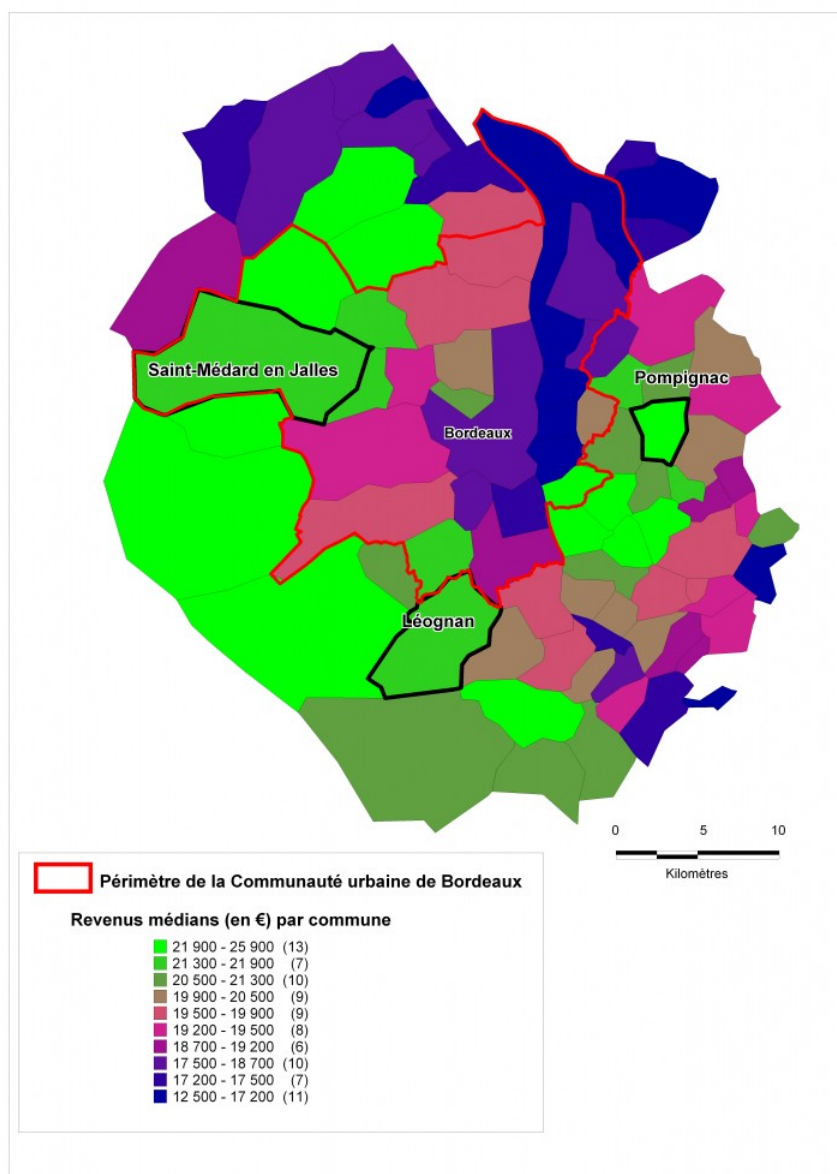 Saint-Médard en Jalles
Pompignac
Bordeaux
Léognan
0 5 10
Kilomètres
Périmètre de la Communauté urbaine de Bordeaux
Revenus médians (en €) par commune
21 900 - 25 900 (13)
21 300 - 21 900 (7)
20 500 - 21 300 (10)
19 900 - 20 500 (9)
19 500 - 19 900 (9)
19 200 - 19 500 (8)
18 700 - 19 200 (6)
17 500 - 18 700 (10)
17 200 - 17 500 (7)
12 500 - 17 200 (11)